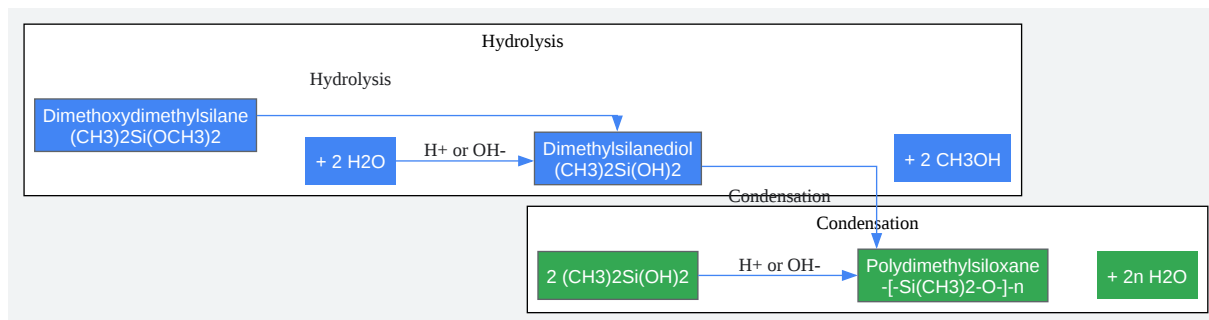 Hydrolysis
Hydrolysis
Dimethoxydimethylsilane
(CH3)2Si(OCH3)2
+ 2 H2O
H+ or OH-
Dimethylsilanediol
(CH3)2Si(OH)2
+ 2 CH3OH
Condensation
Condensation
2 (CH3)2Si(OH)2
H+ or OH-
Polydimethylsiloxane
-[-Si(CH3)2-O-]-n
+ 2n H2O